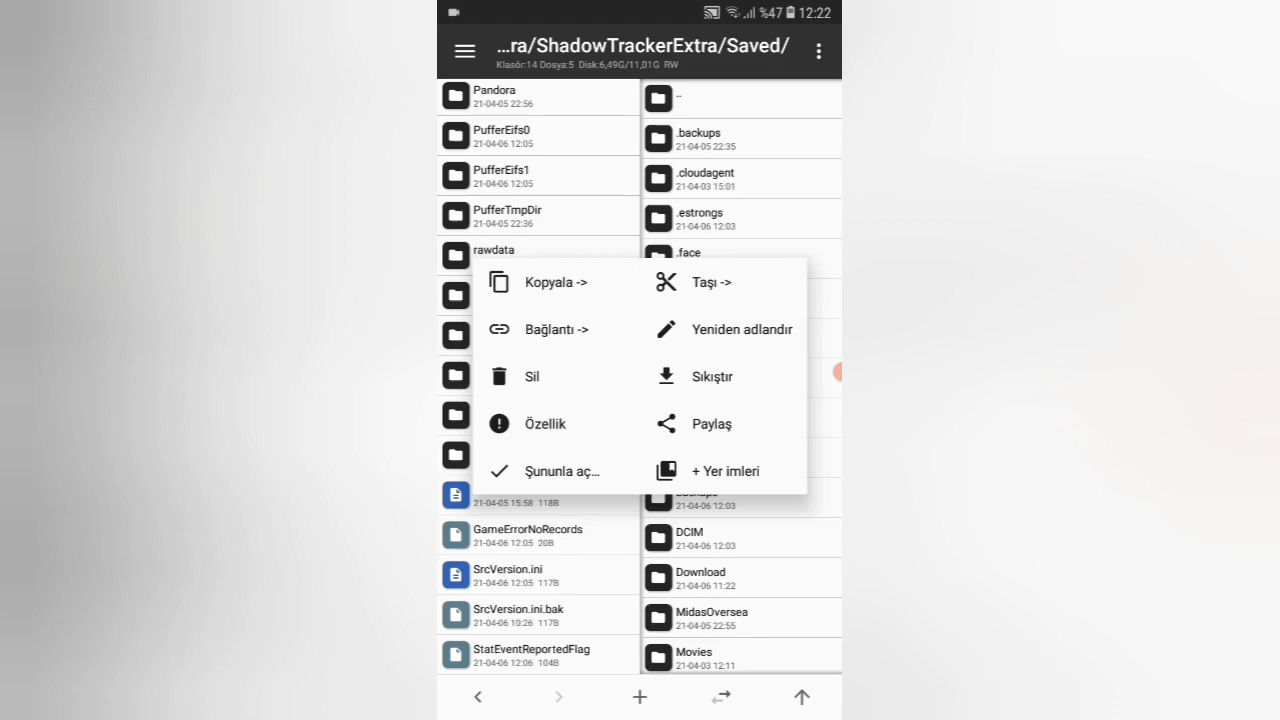 %47 12:22
...ra/ShadowTrackerExtra/Saved/
Klasör:14 Dosya:5 Disk:6,49G/11,01G RW
Pandora
21-04-05 22:56
PufferEifs0
21-04-06 12:05
PufferEifs1
21-04-06 12:05
PufferTmpDir
21-04-05 22:36
rawdata
..
.backups
21-04-05 22:35
.cloudagent
21-04-03 15:01
.estrongs
21-04-06 12:03
.face
Kopyala ->
Taşı ->
Bağlantı ->
Yeniden adlandır
Sil
Sıkıştır
Özellik
Paylaş
Şununla aç...
+ Yer imleri
21-04-05 15:58 118B
GameErrorNoRecords
21-04-06 12:05 20B
SrcVersion.ini
21-04-06 12:05 117B
SrcVersion.ini.bak
21-04-06 10:26 117B
StatEventReportedFlag
21-04-06 12:06 104B
backups
21-04-06 12:03
DCIM
21-04-06 12:03
Download
21-04-06 11:22
MidasOversea
21-04-05 22:55
Movies
21-04-03 12:11